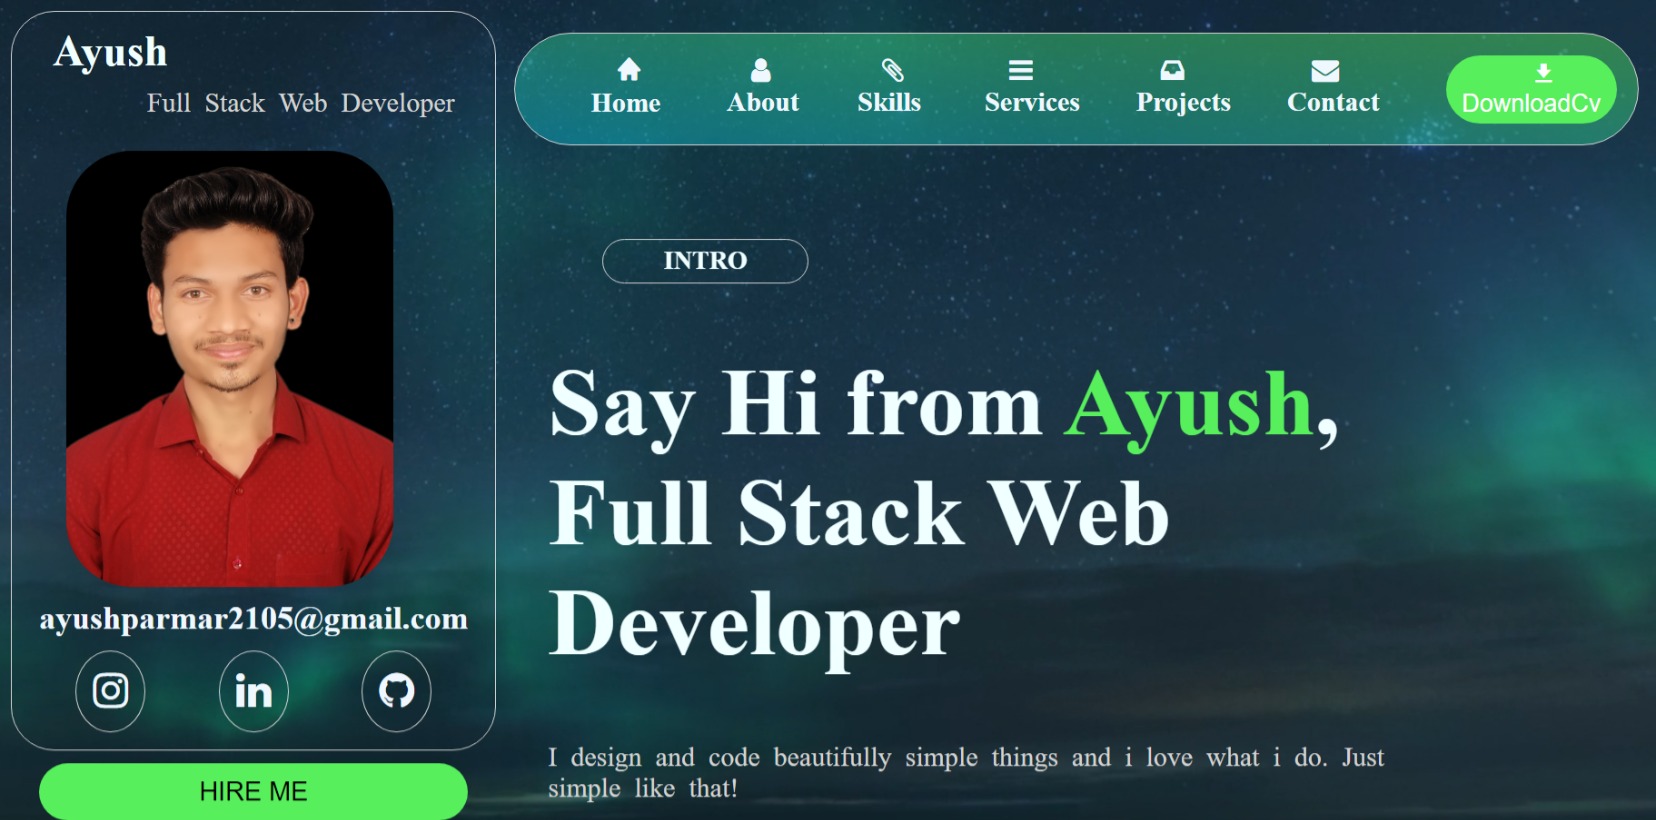 Ayush
Full Stack Web Developer
ayushparmar2105@gmail.com
in
HIRE ME
Home
About
Skills
Services
Projects
Contact
DownloadCv
INTRO
Say Hi from Ayush,
Full Stack Web
Developer
I design and code beautifully simple things and i love what i do. Just
simple like that!